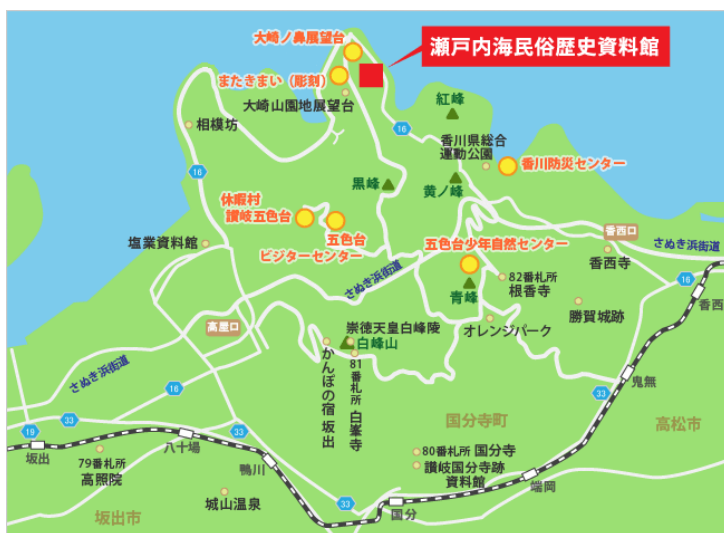 大崎ノ鼻展望台
瀬戸内海民俗歴史資料館
またきまい（彫刻）
大崎山園地展望台
紅峰
相模坊
16
香川県総合
運動公園
香川防災センター
16
黒峰
黄ノ峰
休暇村
讃岐五色台
五色台
ビジターセンター
塩業資料館
五色台少年自然センター
香西口
さぬき浜街道
香西寺
さぬき浜街道
82番札所
根香寺
16
香西
青峰
勝賀城跡
オレンジパーク
高屋口
崇徳天皇白峰陵
白峰山
かんぽの宿 坂出
81番札所 白峯寺
さぬき浜街道
鬼無
16
33
33
19
33
33
国分寺町
高松市
坂出
八十場
鴨川
79番札所
高照院
80番札所 国分寺
讃岐国分寺跡
資料館
端岡
城山温泉
国分
坂出市